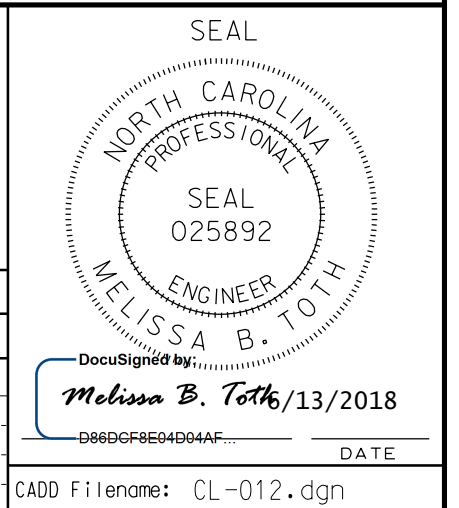 SEAL
NORTH CAROLINA
PROFESSIONAL
SEAL
025892
ENGINEER
MELISSA B. TOTH
DocuSigned by:
Melissa B. Toth
6/13/2018
D86DCF8E04D04AF...
DATE
CADD Filename: CL-012.dgn